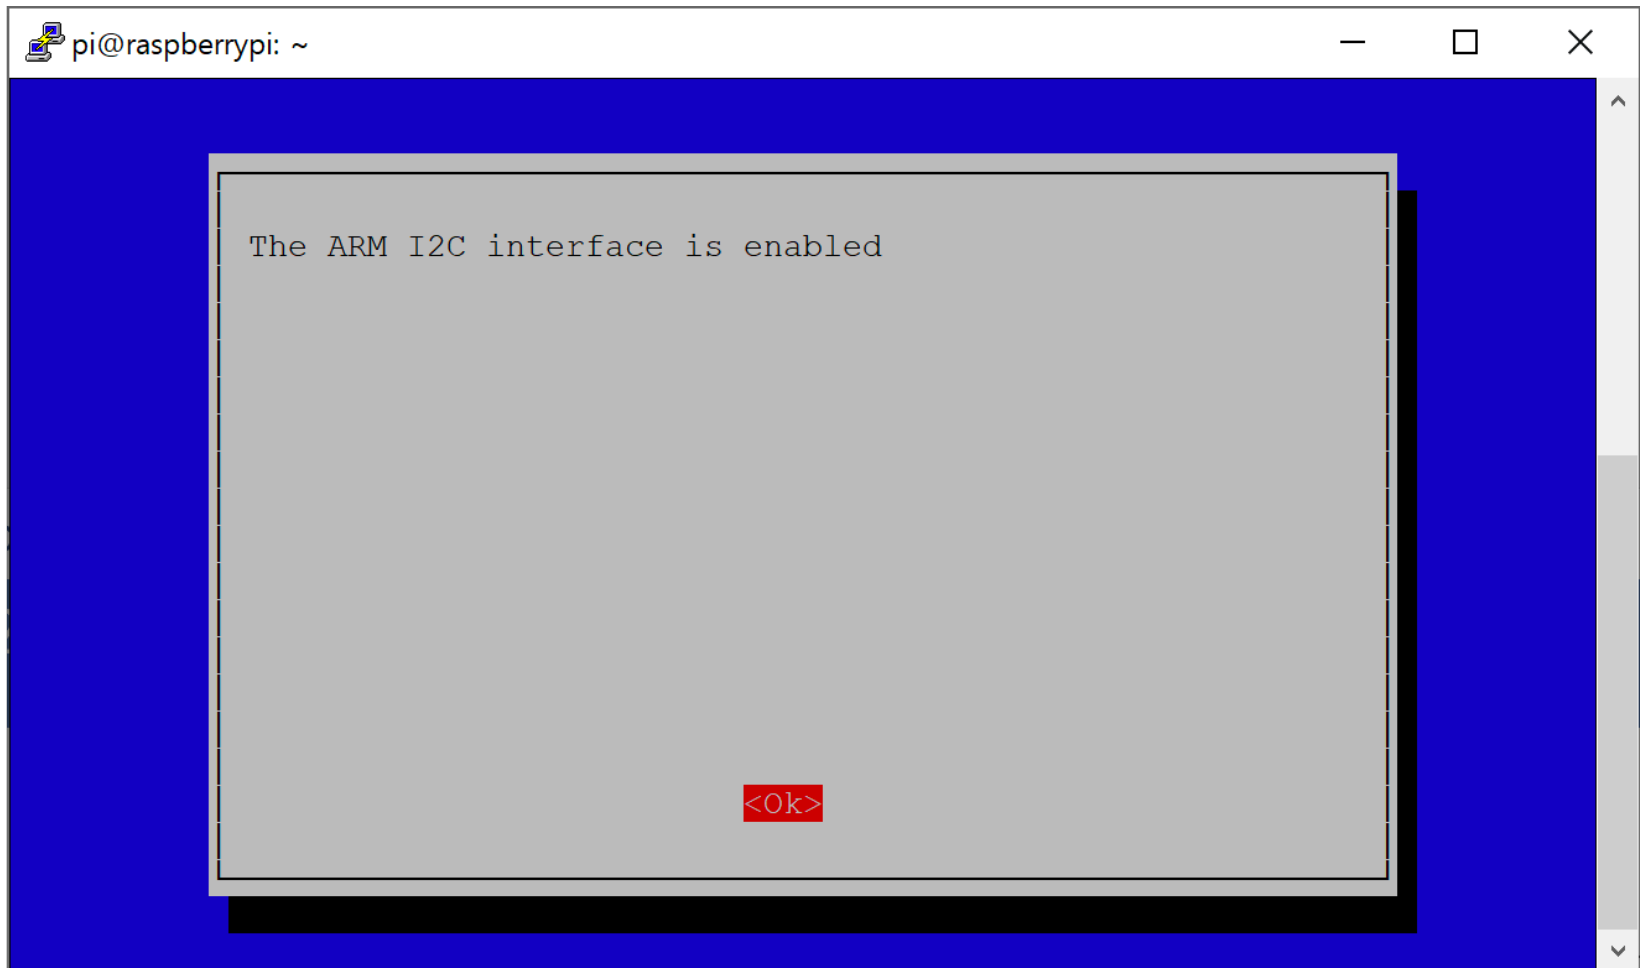 pi@raspberrypi: ~
The ARM I2C interface is enabled
<Ok>